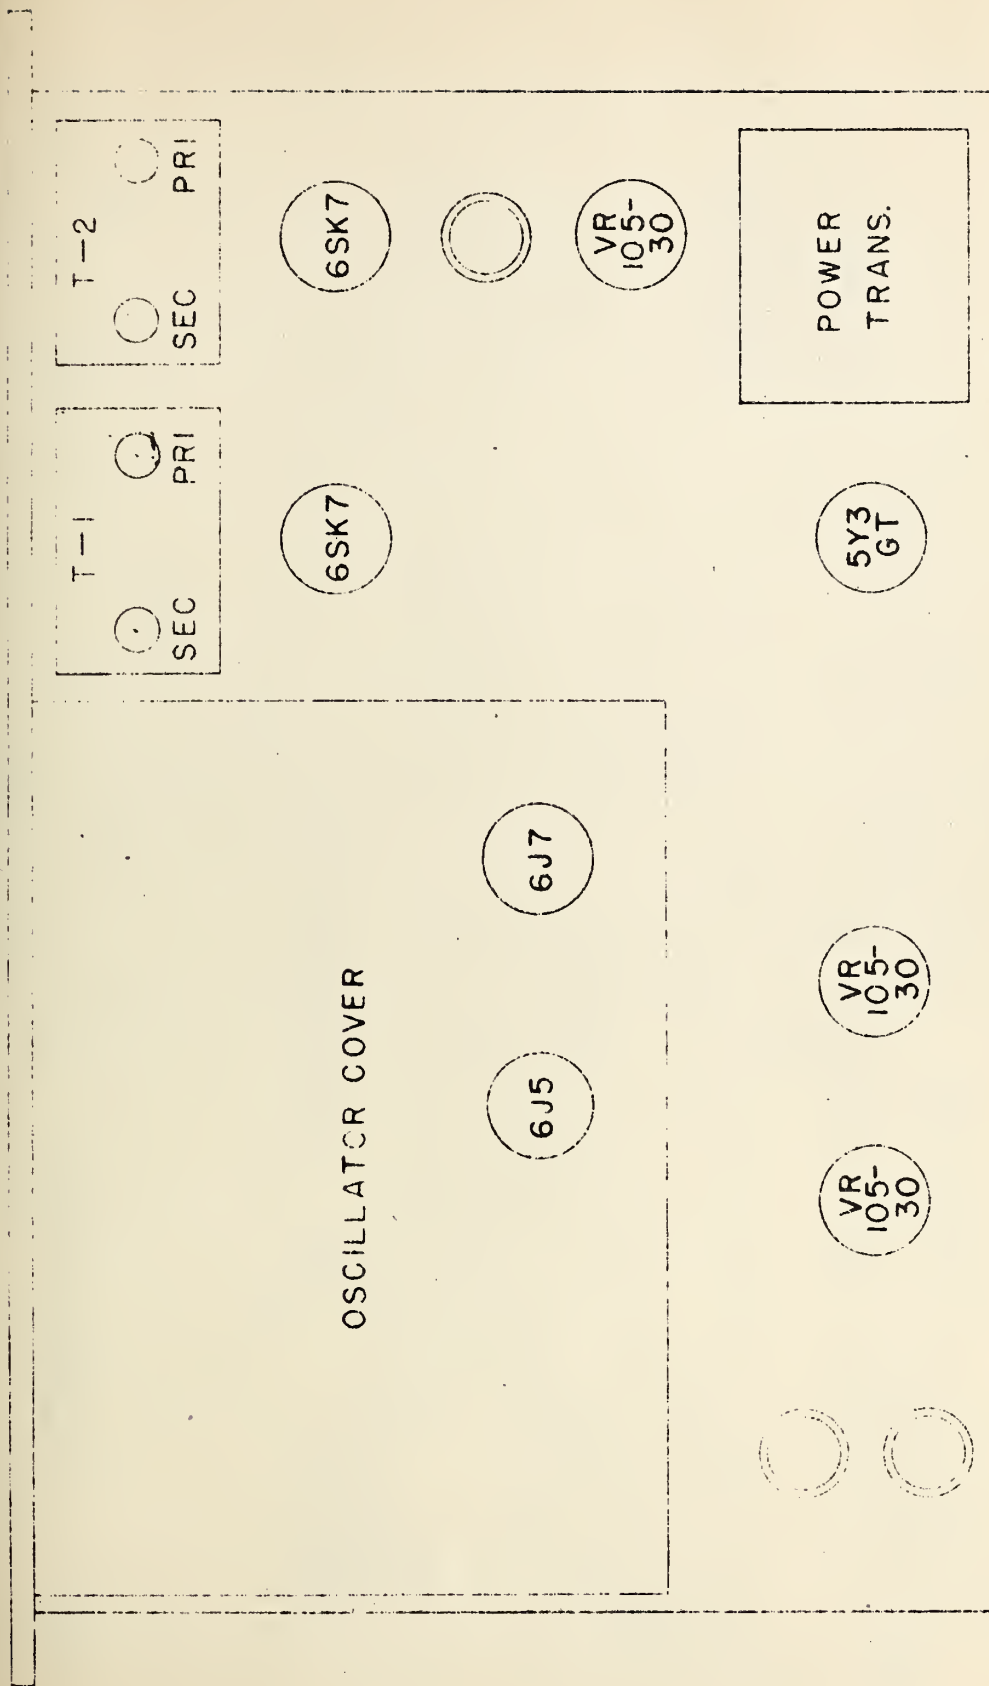 T-1
SEC
PRI
T-2
SEC
PRI
6SK7
6SK7
OSCILLATOR COVER
6J5
6J7
VR
105-
30
VR
105-
30
VR
105-
30
5Y3
GT
POWER
TRANS.